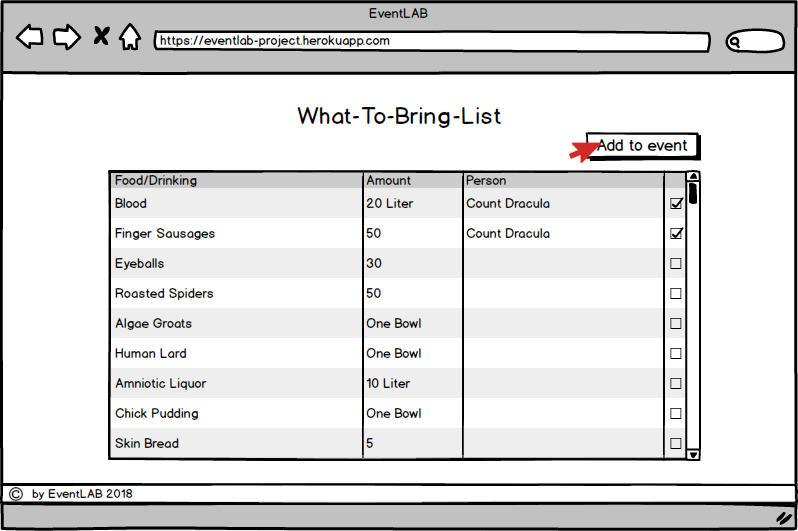 EventLAB
https://eventlab-project.herokuapp.com
What-To-Bring-List
Add to event
Food/Drinking Amount Person
Blood 20 Liter Count Dracula
Finger Sausages 50 Count Dracula
Eyeballs 30
Roasted Spiders 50
Algae Groats One Bowl
Human Lard One Bowl
Amniotic Liquor 10 Liter
Chick Pudding One Bowl
Skin Bread 5
© by EventLAB 2018